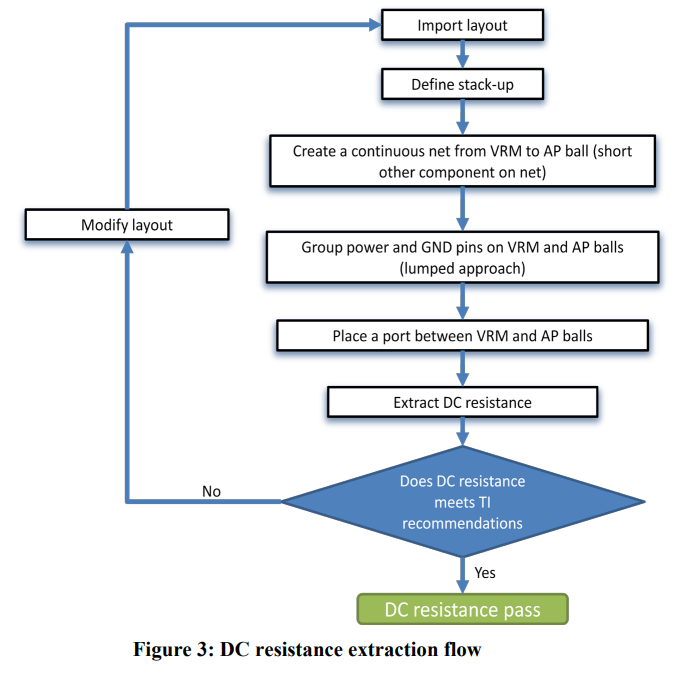 Import layout
Define stack-up
Create a continuous net from VRM to AP ball (short
other component on net)
Modify layout
Group power and GND pins on VRM and AP balls
(lumped approach)
Place a port between VRM and AP balls
Extract DC resistance
Does DC resistance
meets TI
recommendations
No
Yes
DC resistance pass
Figure 3: DC resistance extraction flow